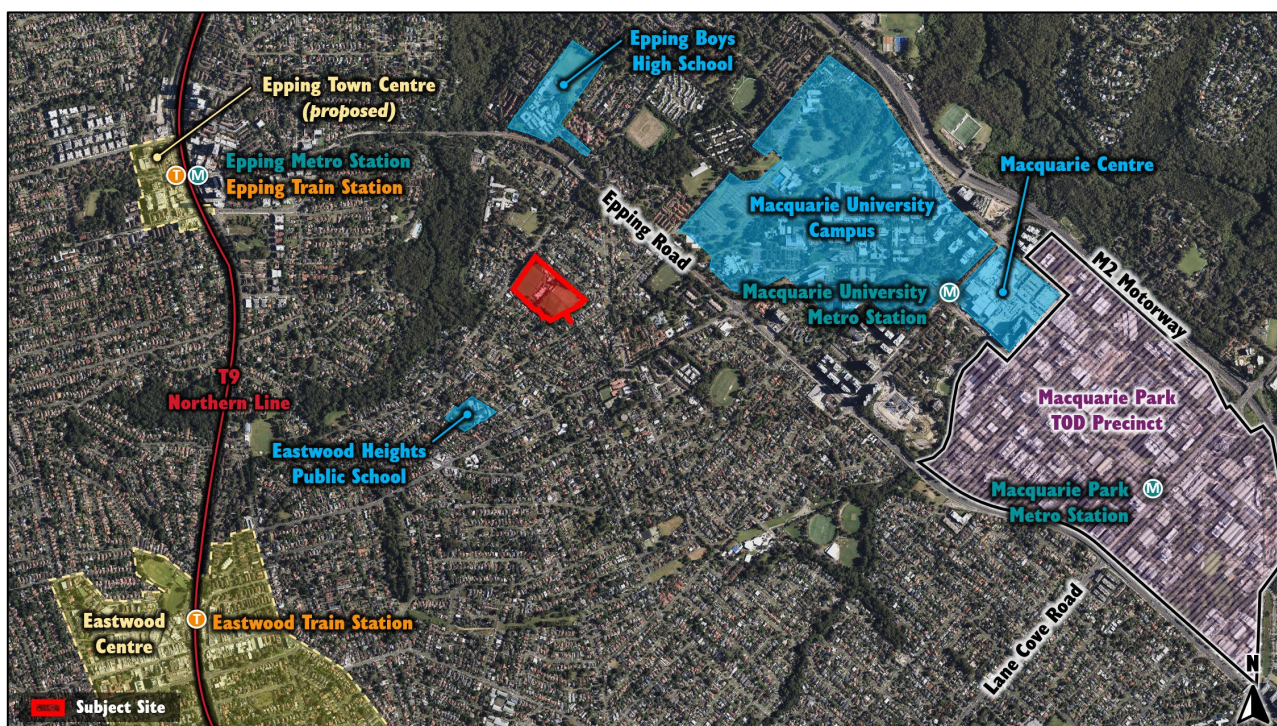 Epping Boys
High School
Epping Town Centre
(proposed)
T
M
Epping Metro Station
Epping Train Station
Epping Road
Macquarie University
Campus
Macquarie Centre
Macquarie University
Metro Station
M
M2 Motorway
T9
Northern Line
Macquarie Park
TOD Precinct
Eastwood Heights
Public School
Macquarie Park
Metro Station
M
Eastwood
Centre
T
Eastwood Train Station
Lane Cove Road
N
Subject Site